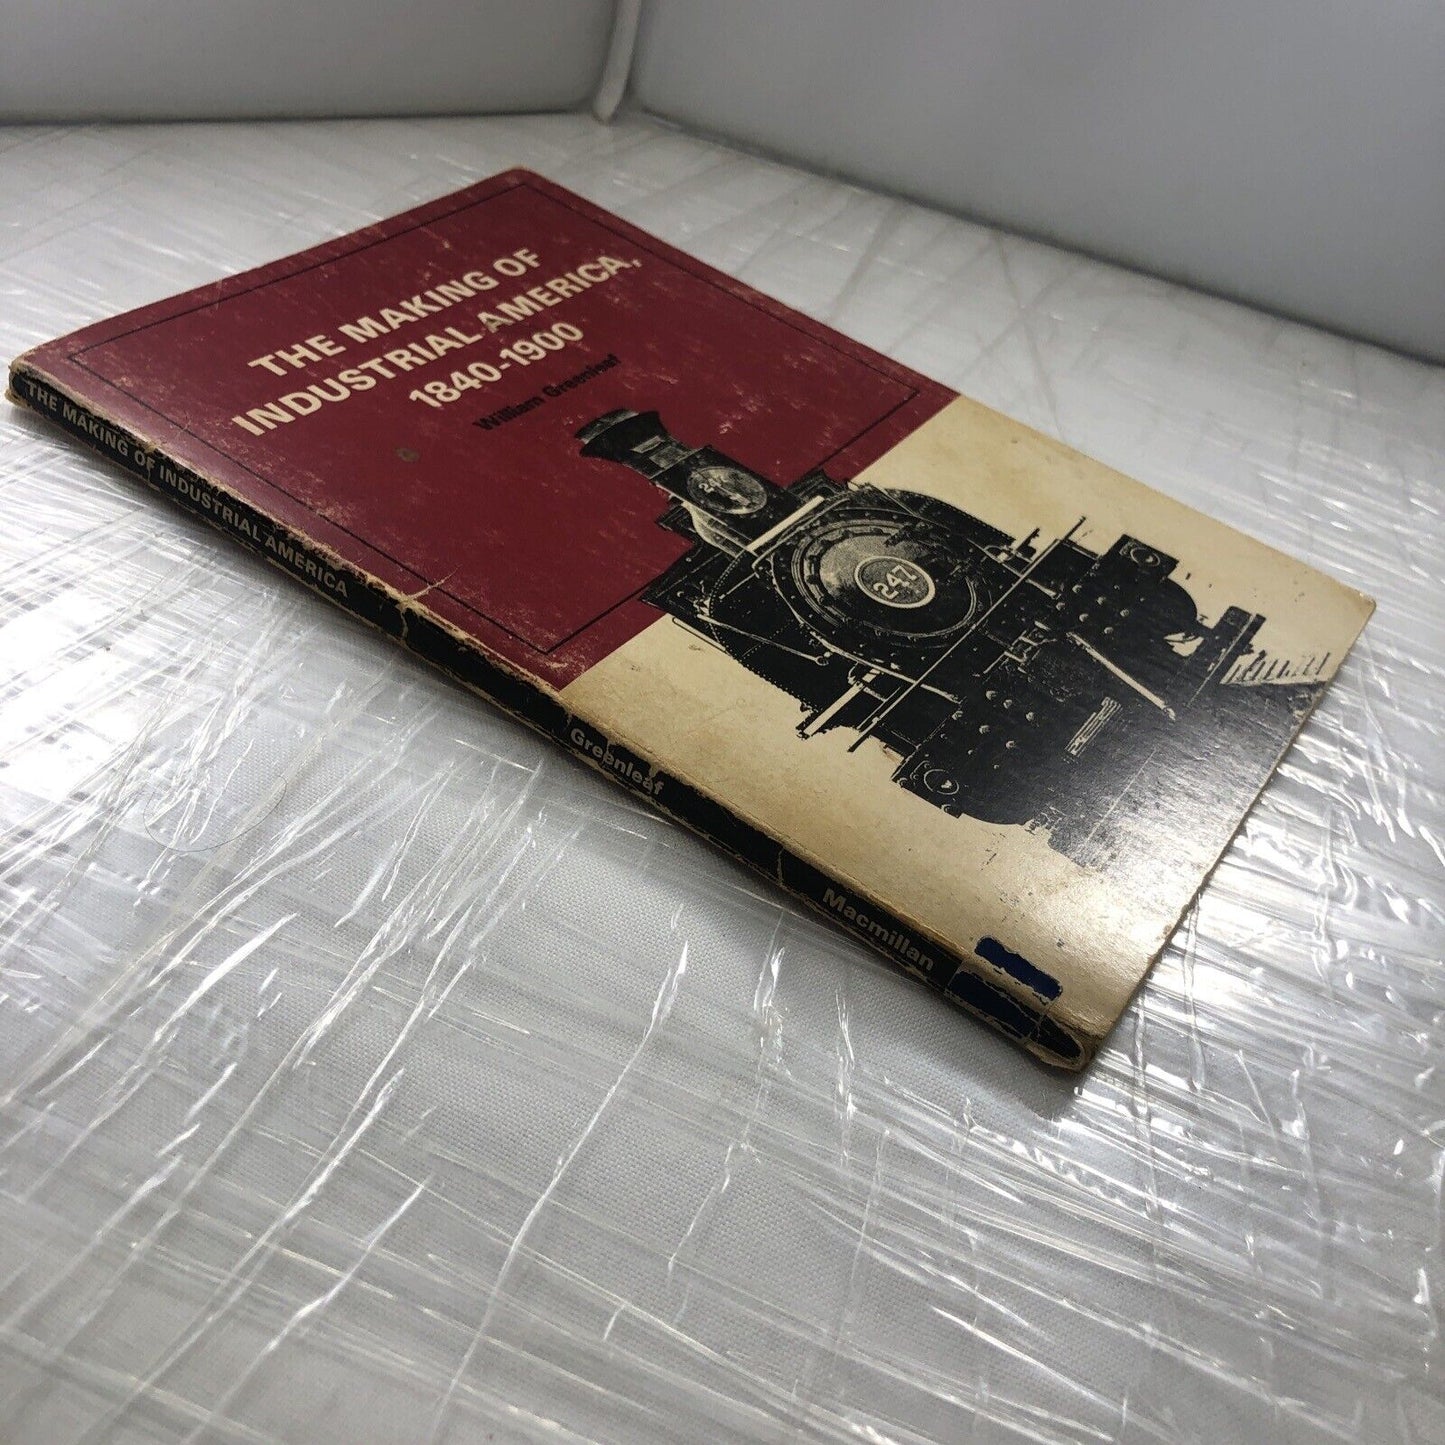 THE MAKING OF
INDUSTRIAL AMERICA,
1840-1900
William Greenleaf
247
247
THE MAKING OF INDUSTRIAL AMERICA
Greenleaf
Macmillan